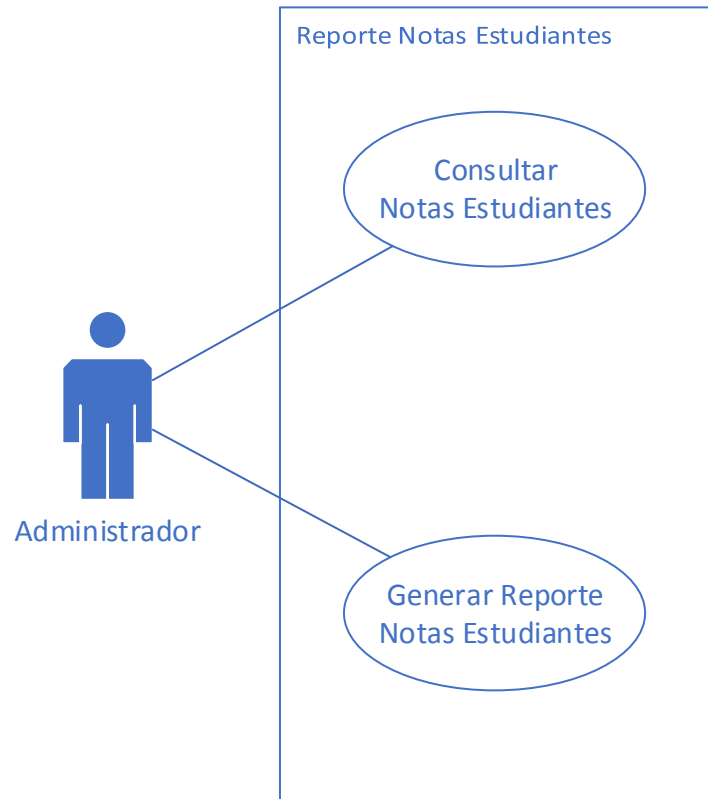 Reporte Notas Estudiantes
Consultar
Notas Estudiantes
Administrador
Generar Reporte
Notas Estudiantes